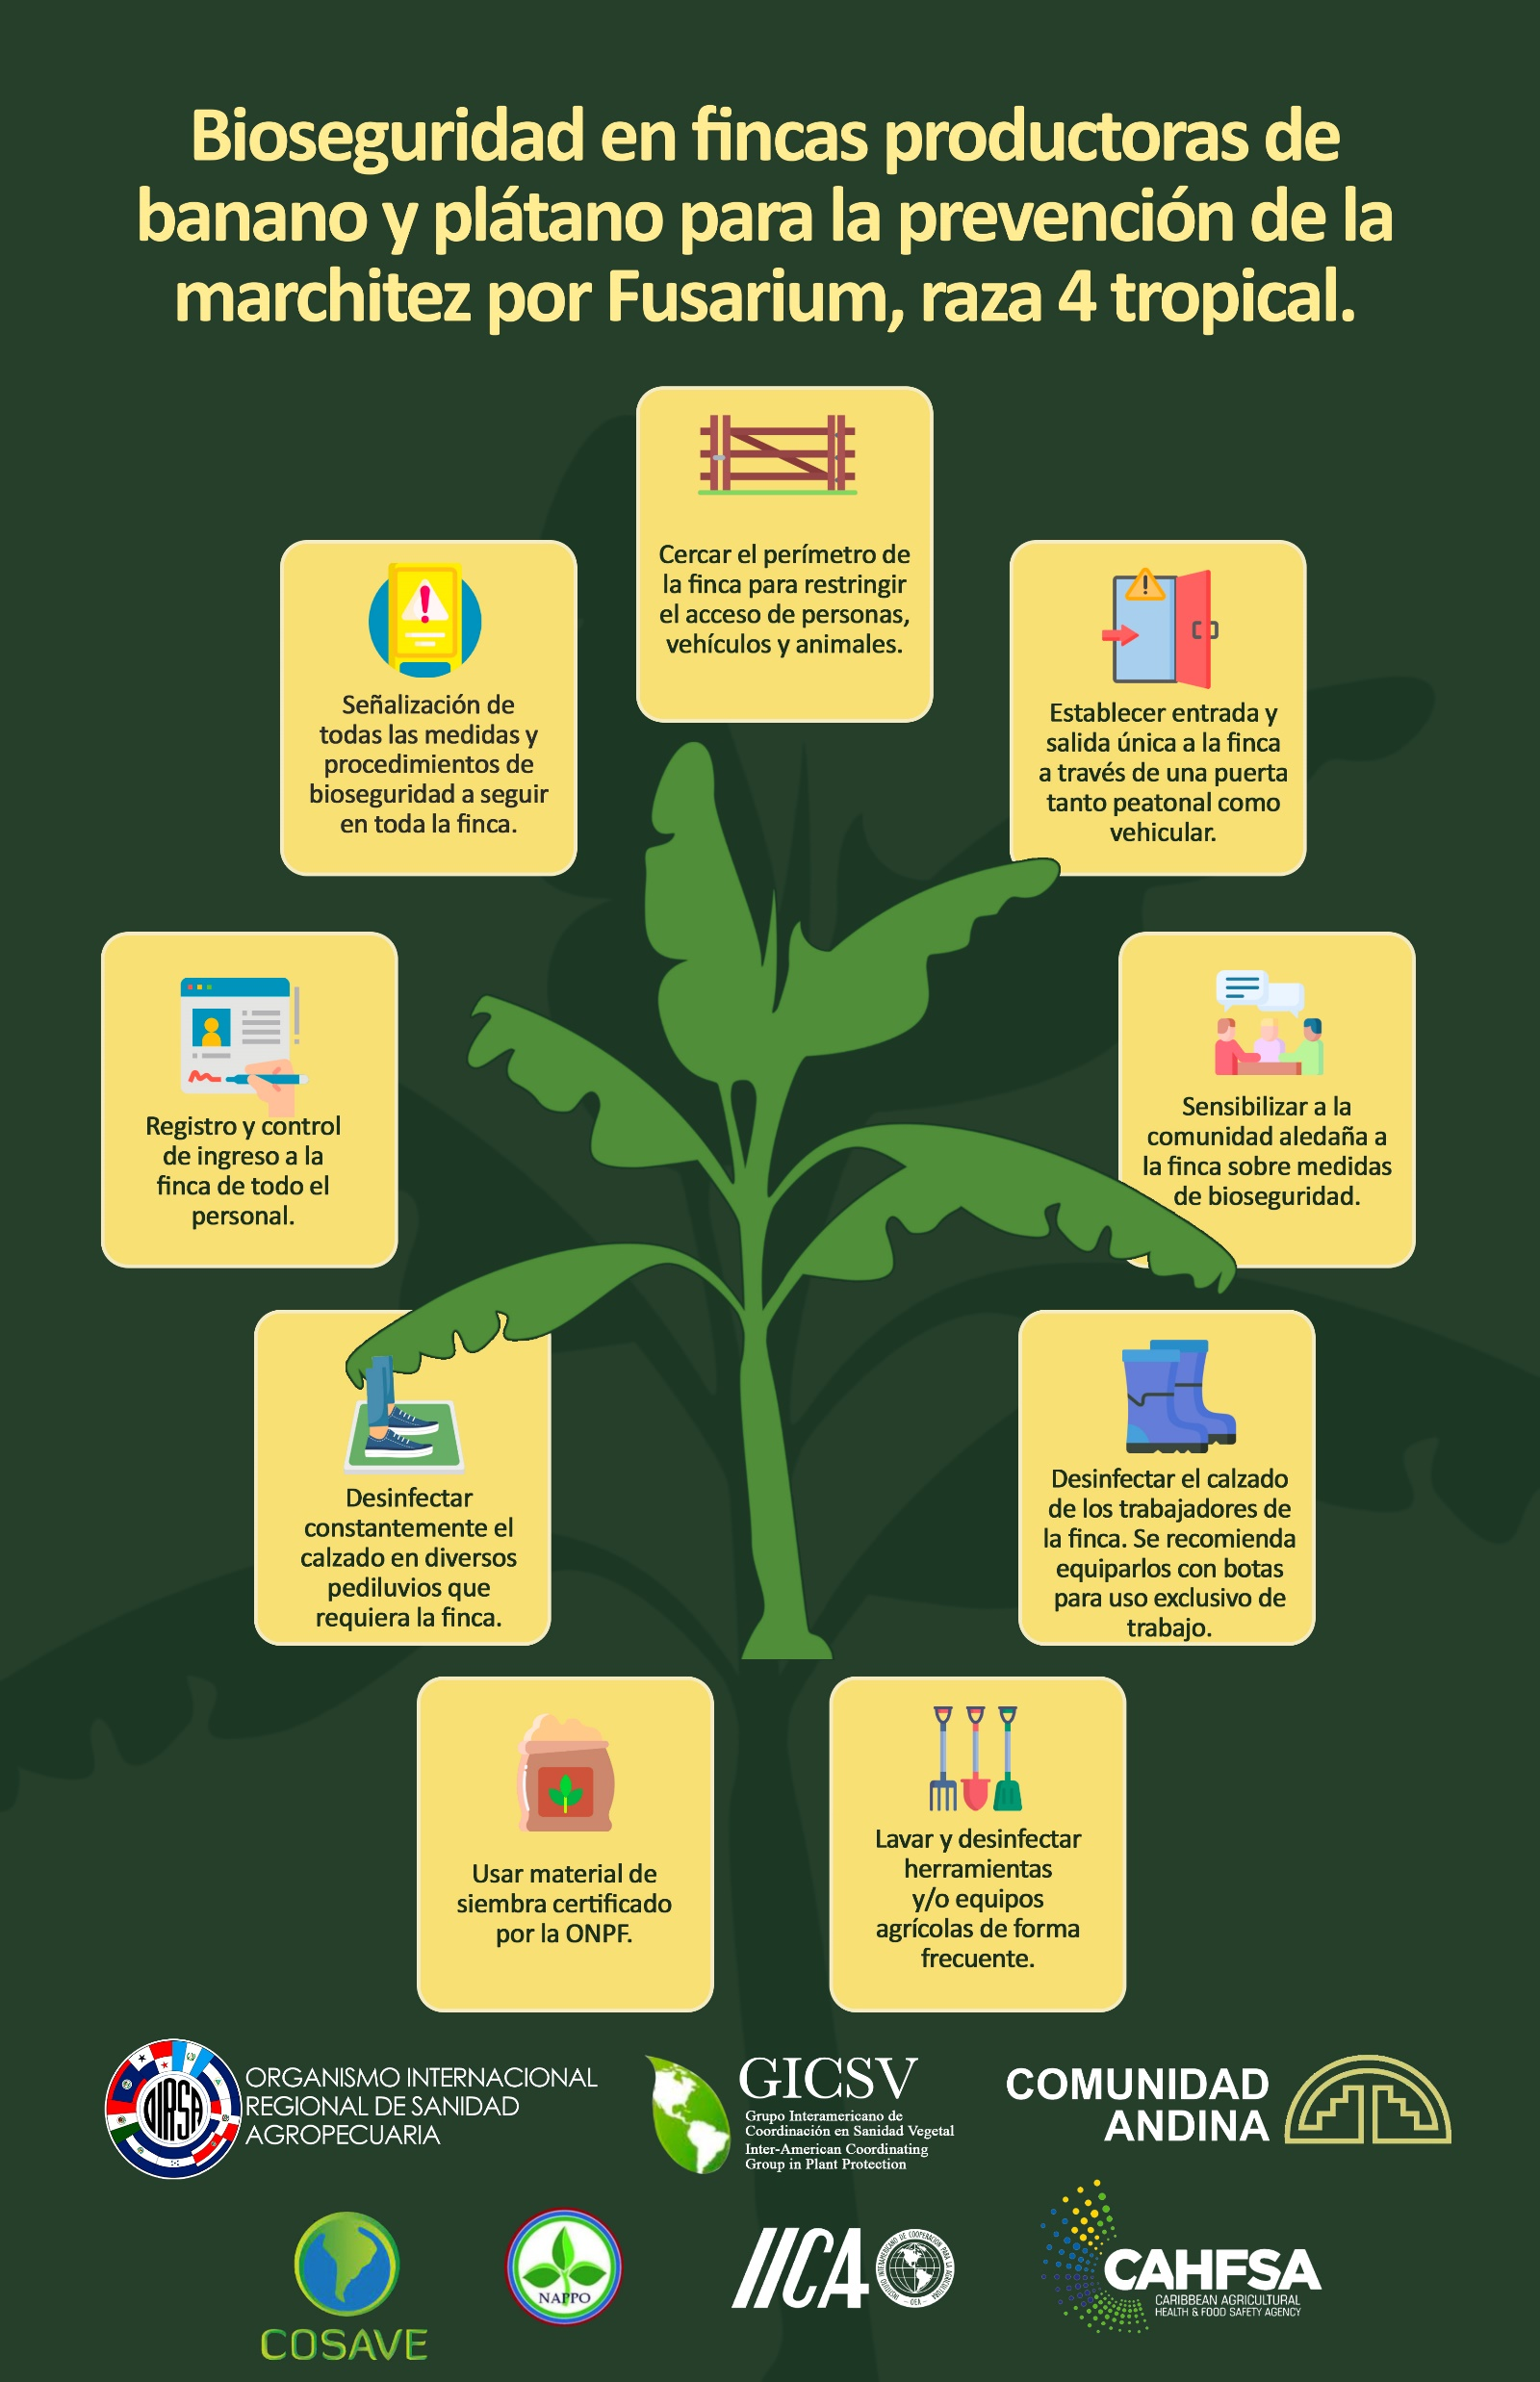 Bioseguridad en fincas productoras de
banano y plátano para la prevención de la
marchitez por Fusarium, raza 4 tropical.
Cercar el perímetro de
la finca para restringir
el acceso de personas,
vehículos y animales.
Señalización de
todas las medidas y
procedimientos de
bioseguridad a seguir
en toda la finca.
Establecer entrada y
salida única a la finca
a través de una puerta
tanto peatonal como
vehicular.
Registro y control
de ingreso a la
finca de todo el
personal.
Sensibilizar a la
comunidad aledaña a
la finca sobre medidas
de bioseguridad.
Desinfectar
constantemente el
calzado en diversos
pediluvios que
requiera la finca.
Desinfectar el calzado
de los trabajadores de
la finca. Se recomienda
equiparlos con botas
para uso exclusivo de
trabajo.
Usar material de
siembra certificado
por la ONPF.
Lavar y desinfectar
herramientas
y/o equipos
agrícolas de forma
frecuente.
OIRSA
ORGANISMO INTERNACIONAL
REGIONAL DE SANIDAD
AGROPECUARIA
GICSV
Grupo Interamericano de
Coordinación en Sanidad Vegetal
Inter-American Coordinating
Group in Plant Protection
COMUNIDAD
ANDINA
COSAVE
NAPPO
IICA
INSTITUTO INTERAMERICANO DE COOPERACIÓN PARA LA AGRICULTURA
- OEA -
CAHFSA
CARIBBEAN AGRICULTURAL
HEALTH & FOOD SAFETY AGENCY